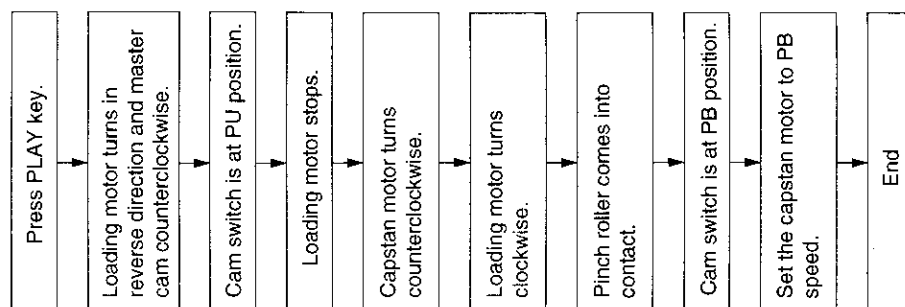 Press PLAY key.
Loading motor turns in
reverse direction and master
cam counterclockwise.
Cam switch is at PU position.
Loading motor stops.
Capstan motor turns
counterclockwise.
Loading motor turns
clockwise.
Pinch roller comes into
contact.
Cam switch is at PB position.
Set the capstan motor to PB
speed.
End